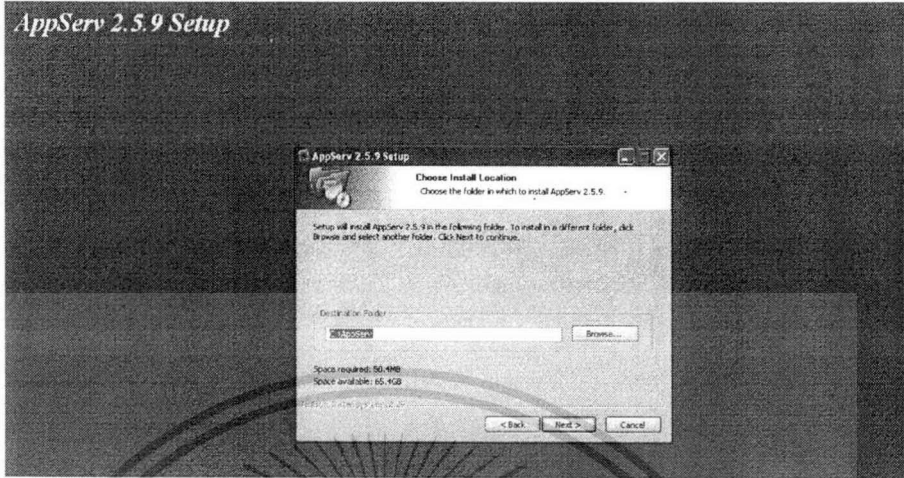 AppServ 2.5.9 Setup
AppServ 2.5.9 Setup
Choose Install Location
Choose the folder in which to install AppServ 2.5.9.
Setup will install AppServ 2.5.9 in the following folder. To install in a different folder, click
Browse and select another folder. Click Next to continue.
Destination Folder
C:\AppServ
Browse...
Space required: 50.4MB
Space available: 65.4GB
< Back
Next >
Cancel